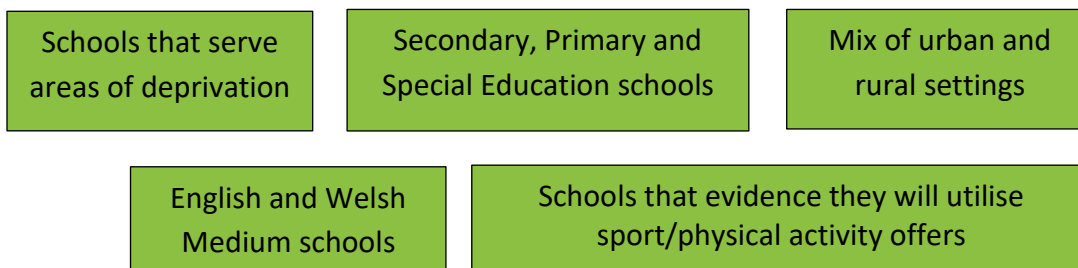 Schools that serve
areas of deprivation
Secondary, Primary and
Special Education schools
Mix of urban and
rural settings
English and Welsh
Medium schools
Schools that evidence they will utilise
sport/physical activity offers